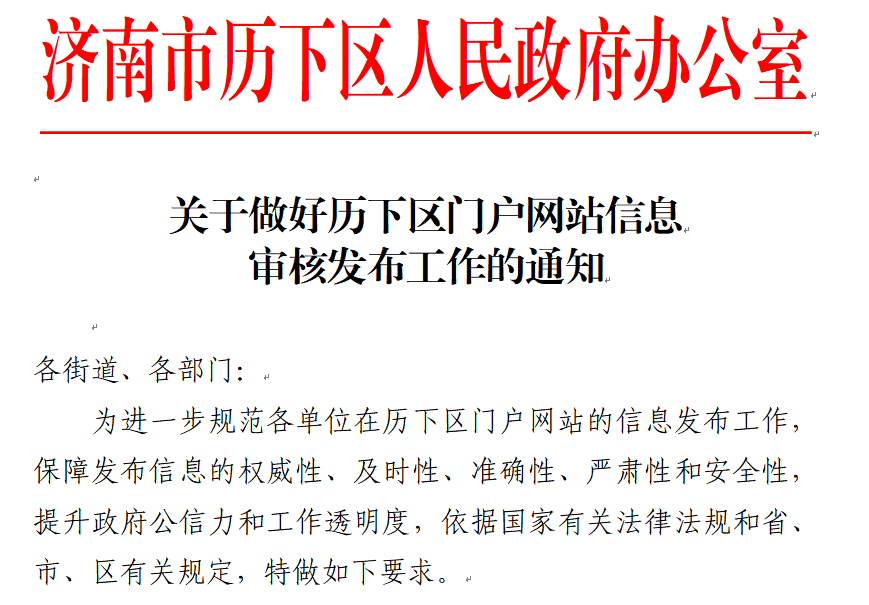 济南市历下区人民政府办公室
关于做好历下区门户网站信息
审核发布工作的通知
各街道、各部门：
为进一步规范各单位在历下区门户网站的信息发布工作，
保障发布信息的权威性、及时性、准确性、严肃性和安全性，
提升政府公信力和工作透明度，依据国家有关法律法规和省、
市、区有关规定，特做如下要求。